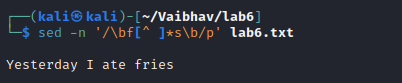 ┌──(kali㉿kali)-[~/Vaibhav/lab6]
└─$ sed -n '/\bf[^ ]*s\b/p' lab6.txt
Yesterday I ate fries